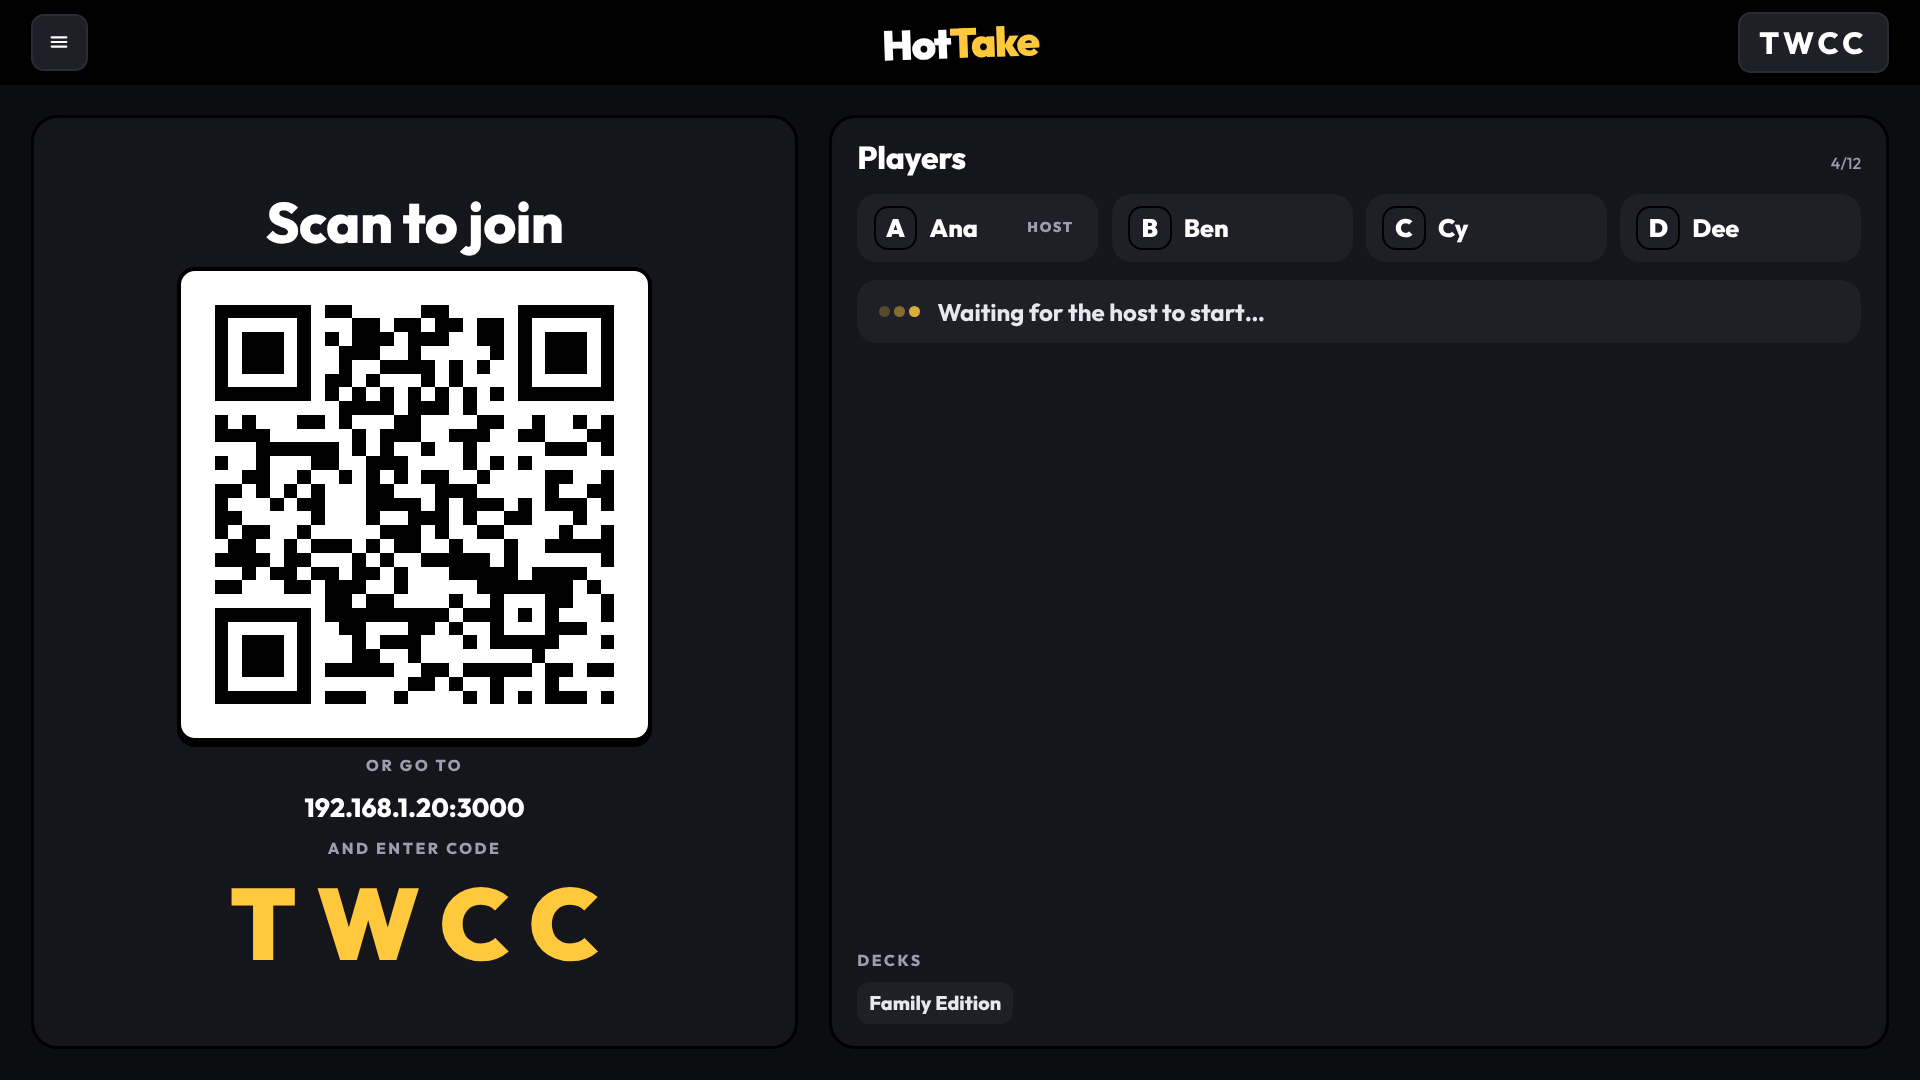 HotTake
TWCC
Scan to join
OR GO TO
192.168.1.20:3000
AND ENTER CODE
TWCC
Players
4/12
A Ana HOST
B Ben
C Cy
D Dee
Waiting for the host to start...
DECKS
Family Edition